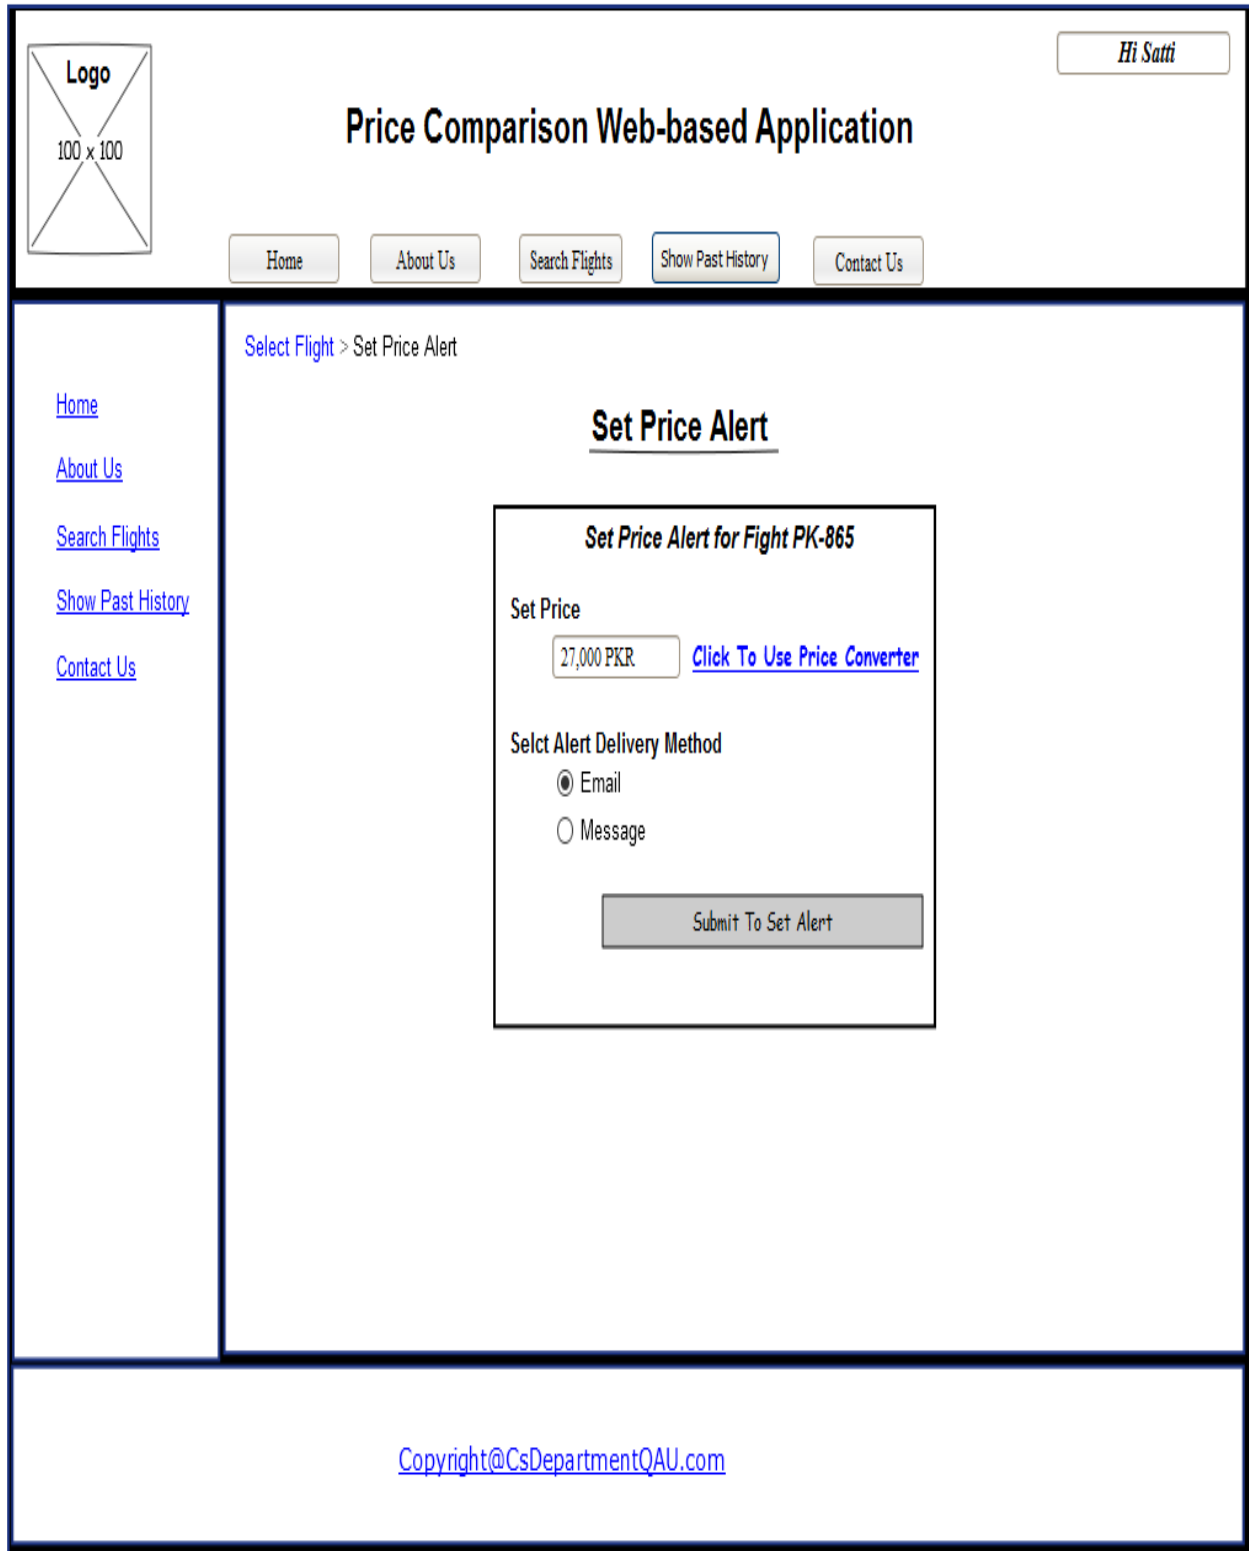 Hi Satti
Logo
100 x 100
Price Comparison Web-based Application
Home
About Us
Search Flights
Show Past History
Contact Us
Select Flight > Set Price Alert
Home
About Us
Search Flights
Show Past History
Contact Us
Set Price Alert
Set Price Alert for Fight PK-865
Set Price
27,000 PKR Click To Use Price Converter
Selct Alert Delivery Method
Email
Message
Submit To Set Alert
Copyright@CsDepartmentQAU.com